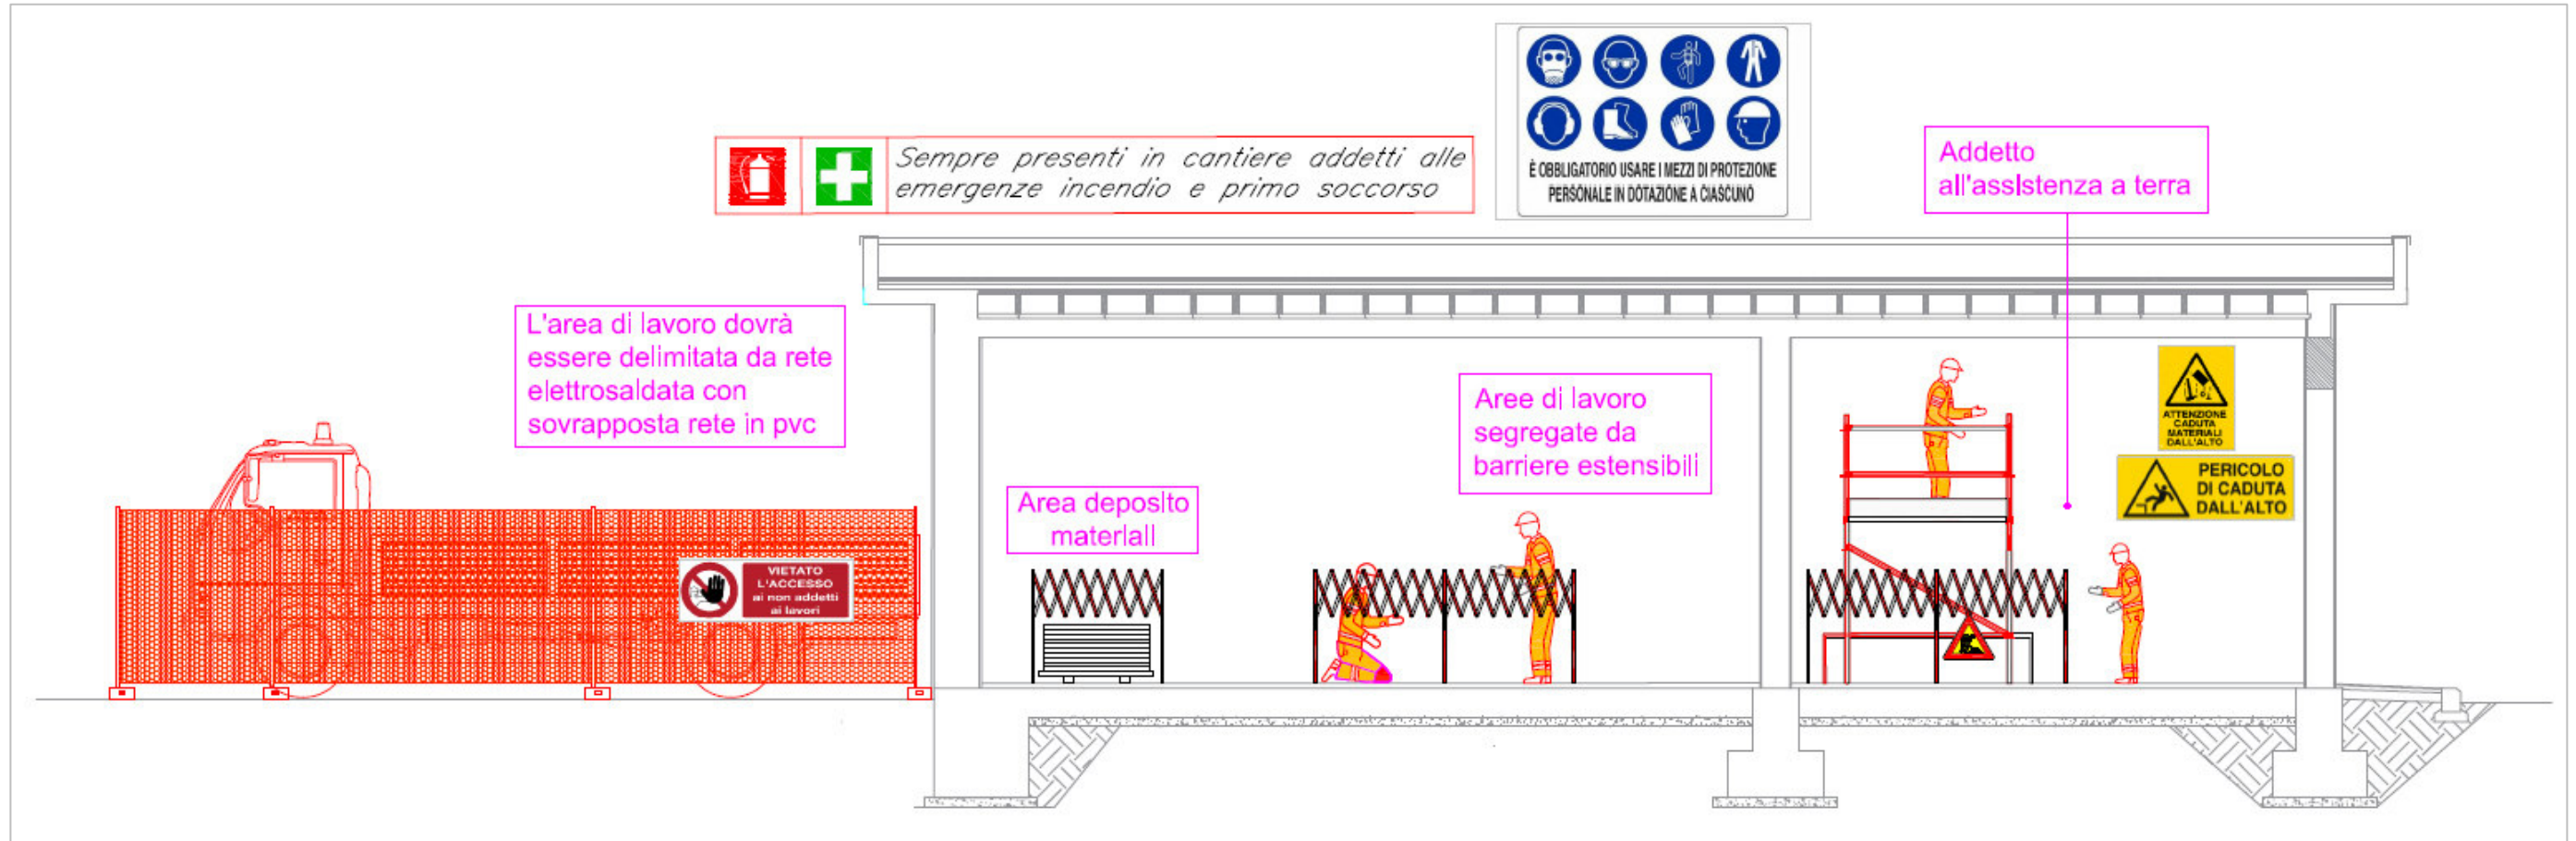 È OBBLIGATORIO USARE I MEZZI DI PROTEZIONE
PERSONALE IN DOTAZIONE A CIASCUNO
Sempre presenti in cantiere addetti alle
emergenze incendio e primo soccorso
Addetto
all'assistenza a terra
L'area di lavoro dovrà
essere delimitata da rete
elettrosaldata con
sovrapposta rete in pvc
Aree di lavoro
segregate da
barriere estensibili
ATTENZIONE
CADUTA
MATERIALI
DALL'ALTO
PERICOLO
DI CADUTA
DALL'ALTO
Area deposito
materiali
VIETATO
L'ACCESSO
ai non addetti
ai lavori